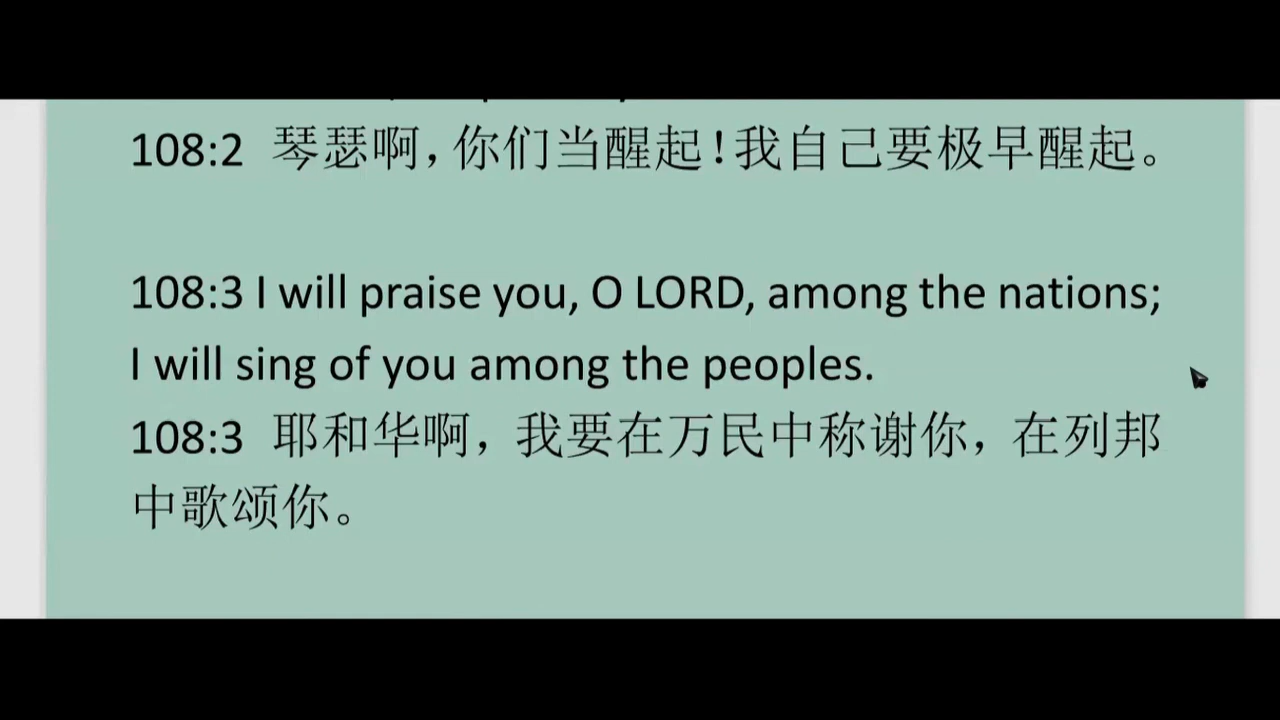 108:2 琴瑟啊，你们当醒起！我自己要极早醒起。
108:3 I will praise you, O LORD, among the nations;
I will sing of you among the peoples.
108:3 耶和华啊，我要在万民中称谢你，在列邦
中歌颂你。